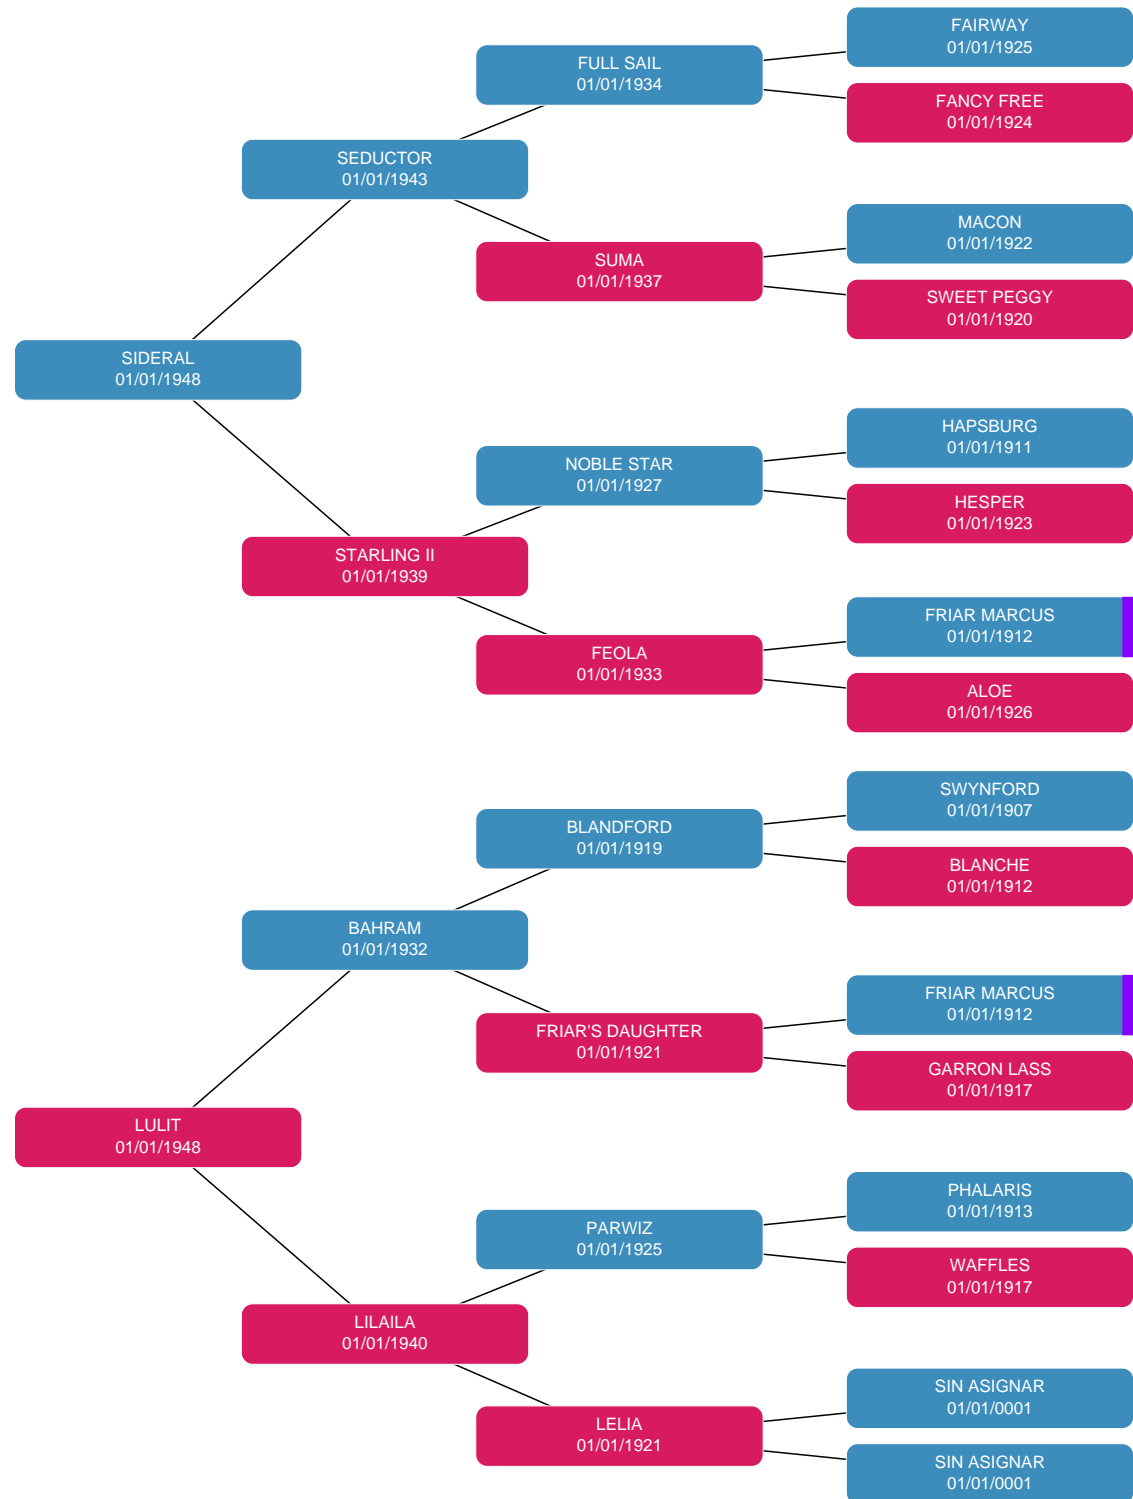 FAIRWAY
01/01/1925
FULL SAIL
01/01/1934
FANCY FREE
01/01/1924
SEDUCTOR
01/01/1943
MACON
01/01/1922
SUMA
01/01/1937
SWEET PEGGY
01/01/1920
SIDERAL
01/01/1948
HAPSBURG
01/01/1911
NOBLE STAR
01/01/1927
HESPER
01/01/1923
STARLING II
01/01/1939
FRIAR MARCUS
01/01/1912
FEOLA
01/01/1933
ALOE
01/01/1926
SWYNFORD
01/01/1907
BLANDFORD
01/01/1919
BLANCHE
01/01/1912
BAHRAM
01/01/1932
FRIAR MARCUS
01/01/1912
FRIAR'S DAUGHTER
01/01/1921
GARRON LASS
01/01/1917
LULIT
01/01/1948
PHALARIS
01/01/1913
PARWIZ
01/01/1925
WAFFLES
01/01/1917
LILAILA
01/01/1940
SIN ASIGNAR
01/01/0001
LELIA
01/01/1921
SIN ASIGNAR
01/01/0001